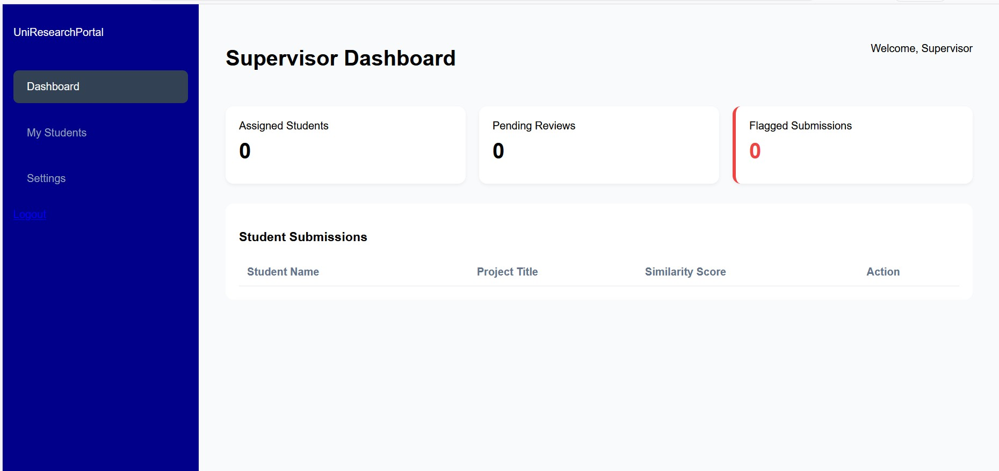 UniResearchPortal
Dashboard
My Students
Settings
Logout
Supervisor Dashboard
Welcome, Supervisor
Assigned Students
0
Pending Reviews
0
Flagged Submissions
0
Student Submissions
Student Name Project Title Similarity Score Action